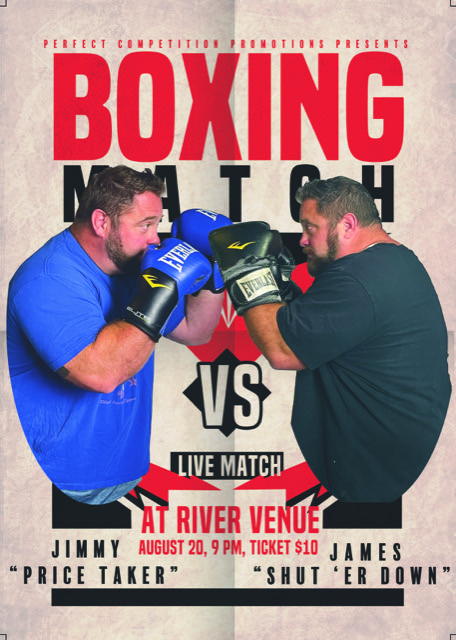 PERFECT COMPETITION PROMOTIONS PRESENTS
BOXING
MATCH
EVERLAST
EVERLAST
VS
LIVE MATCH
AT RIVER VENUE
AUGUST 20, 9 PM, TICKET $10
JIMMY
"PRICE TAKER"
JAMES
"SHUT 'ER DOWN"